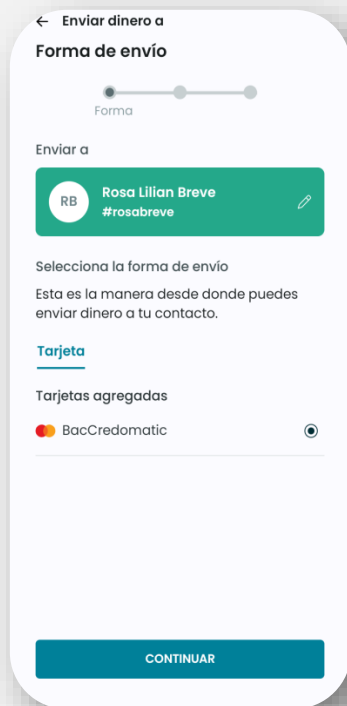 Enviar dinero a
Forma de envío
Forma
Enviar a
RB
Rosa Lilian Breve
#rosabreve
Selecciona la forma de envío
Esta es la manera desde donde puedes
enviar dinero a tu contacto.
Tarjeta
Tarjetas agregadas
BacCredomatic
CONTINUAR